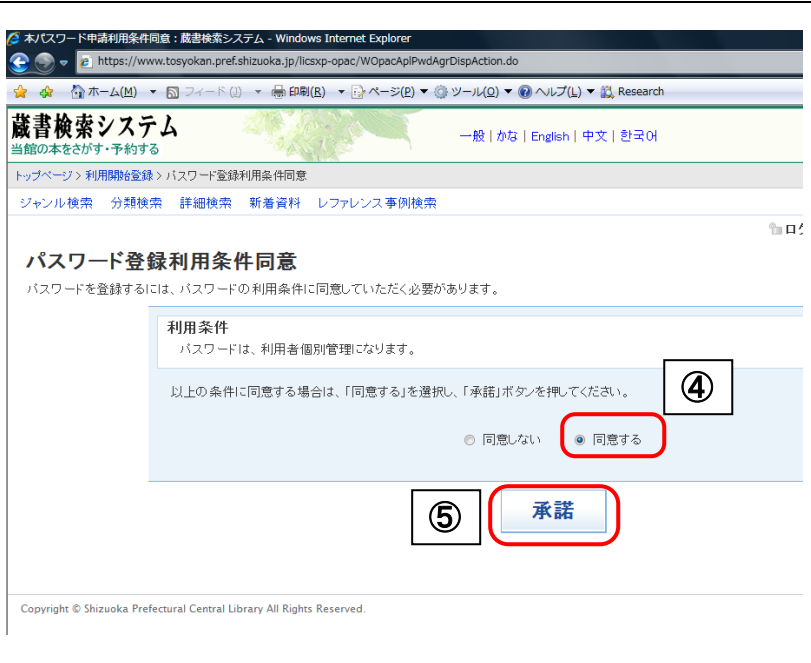 本パスワード申請利用条件同意：蔵書検索システム - Windows Internet Explorer
https://www.tosyokan.pref.shizuoka.jp/licsxp-opac/WOpacAplPwdAgrDispAction.do
ホーム(M) フィード(J) 印刷(R) ページ(P) ツール(O) ヘルプ(L) Research
蔵書検索システム
当館の本をさがす・予約する
一般 | かな | English | 中文 | 한국어
トップページ > 利用開始登録 > パスワード登録利用条件同意
ジャンル検索 分類検索 詳細検索 新着資料 レファレンス事例検索
ロ
パスワード登録利用条件同意
パスワードを登録するには、パスワードの利用条件に同意していただく必要があります。
利用条件
パスワードは、利用者個別管理になります。
以上の条件に同意する場合は、「同意する」を選択し、「承諾」ボタンを押してください。
④
同意しない 同意する
⑤
承諾
Copyright © Shizuoka Prefectural Central Library All Rights Reserved.